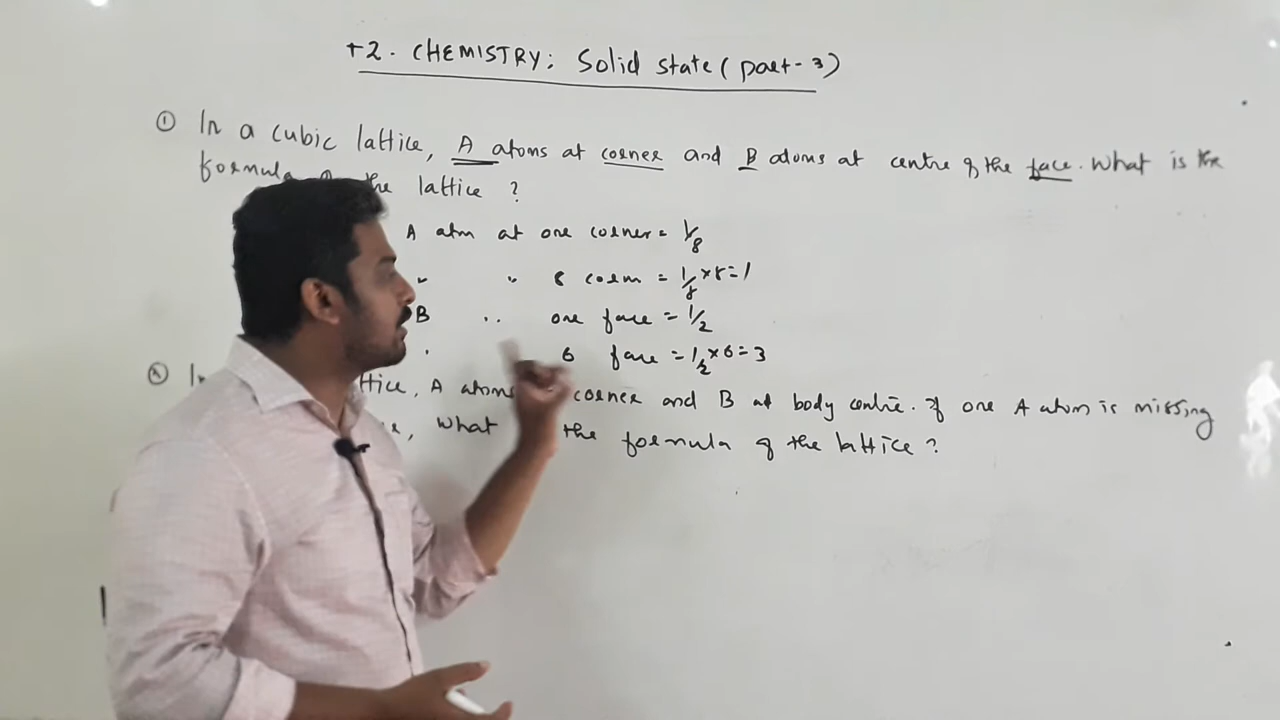 +2. CHEMISTRY: Solid state (part-3)
① In a cubic lattice, A atoms at corner and B atoms at centre of the face. What is the
formula the lattice ?
A atm at one corner = 1/8
" " 8 corn = 1/8 × 8 = 1
B " one face = 1/2
" 6 face = 1/2 × 6 = 3
② In lattice, A atoms corner and B at body centre. If one A atom is missing
what the formula of the lattice ?